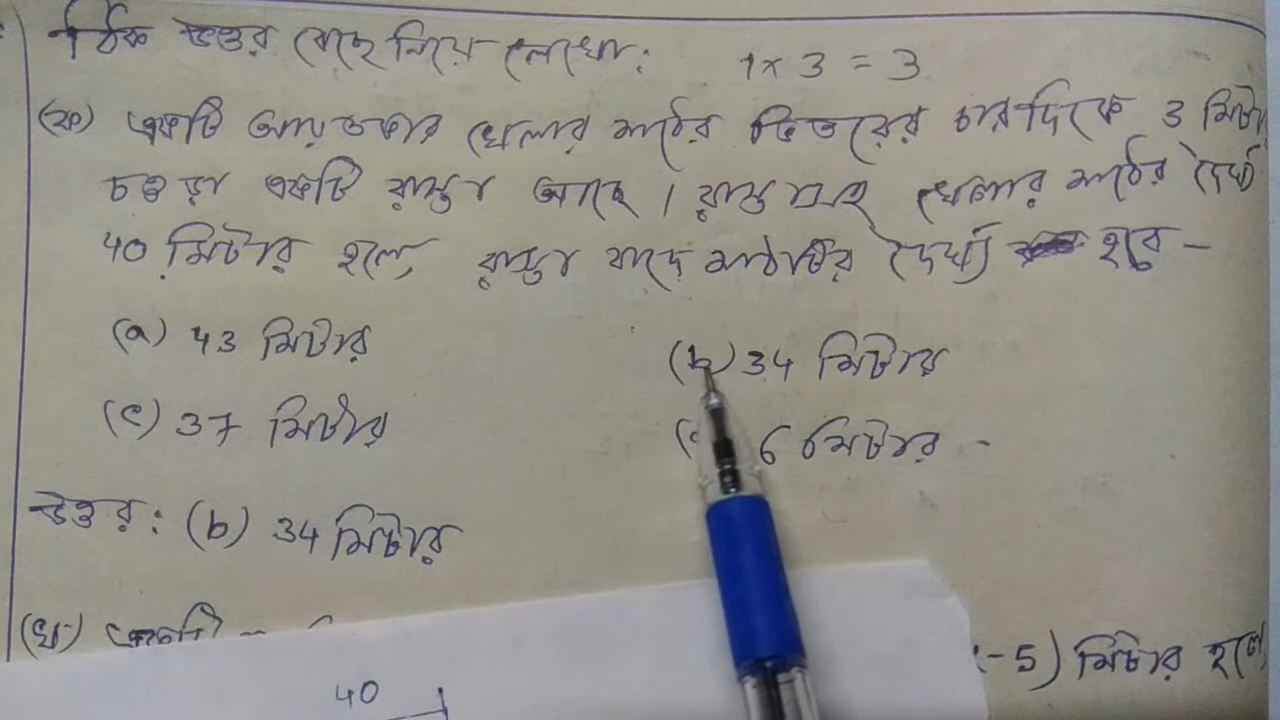 ঠিক উত্তর বেছে নিয়ে লেখো: 1 × 3 = 3
(ক) একটি আয়তকার খেলার মাঠের ভিতরের চারদিকে 3 মিটা
চওড়া একটি রাস্তা আছে। রাস্তাসহ খেলার মাঠের দৈর্ঘ্য
40 মিটার হলে, রাস্তা বাদে মাঠটির দৈর্ঘ্য হবে –
(a) 43 মিটার (b) 34 মিটার
(c) 37 মিটার 6 মিটার
উত্তর: (b) 34 মিটার
(খ) একটি -5) মিটার হলে
40